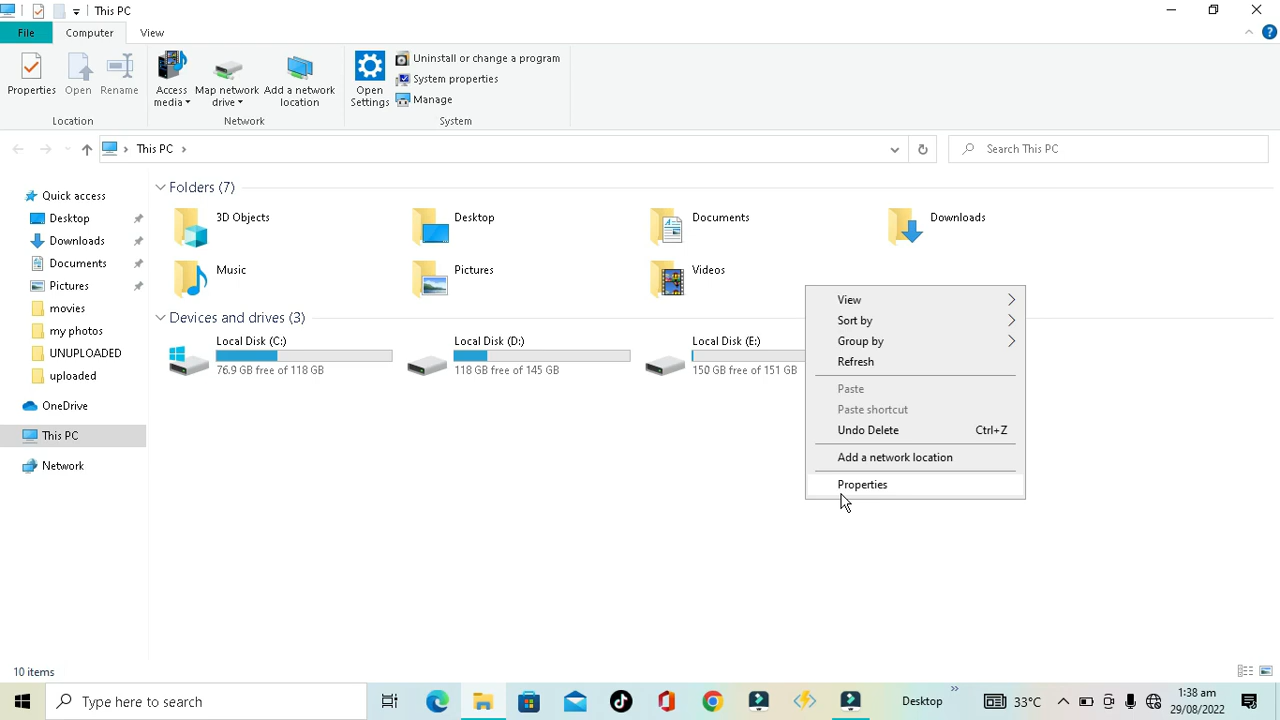 This PC
File Computer View
Properties Open Rename Access media Map network drive Add a network location Open Settings
Uninstall or change a program
System properties
Manage
Location Network System
This PC Search This PC
Quick access
Desktop
Downloads
Documents
Pictures
movies
my photos
UNUPLOADED
uploaded
OneDrive
This PC
Network
Folders (7)
3D Objects Desktop Documents Downloads
Music Pictures Videos
Devices and drives (3)
Local Disk (C:) Local Disk (D:) Local Disk (E:)
76.9 GB free of 118 GB 118 GB free of 145 GB 150 GB free of 151 GB
View
Sort by
Group by
Refresh
Paste
Paste shortcut
Undo Delete Ctrl+Z
Add a network location
Properties
10 items
Type here to search Desktop 33°C 1:38 am
29/08/2022